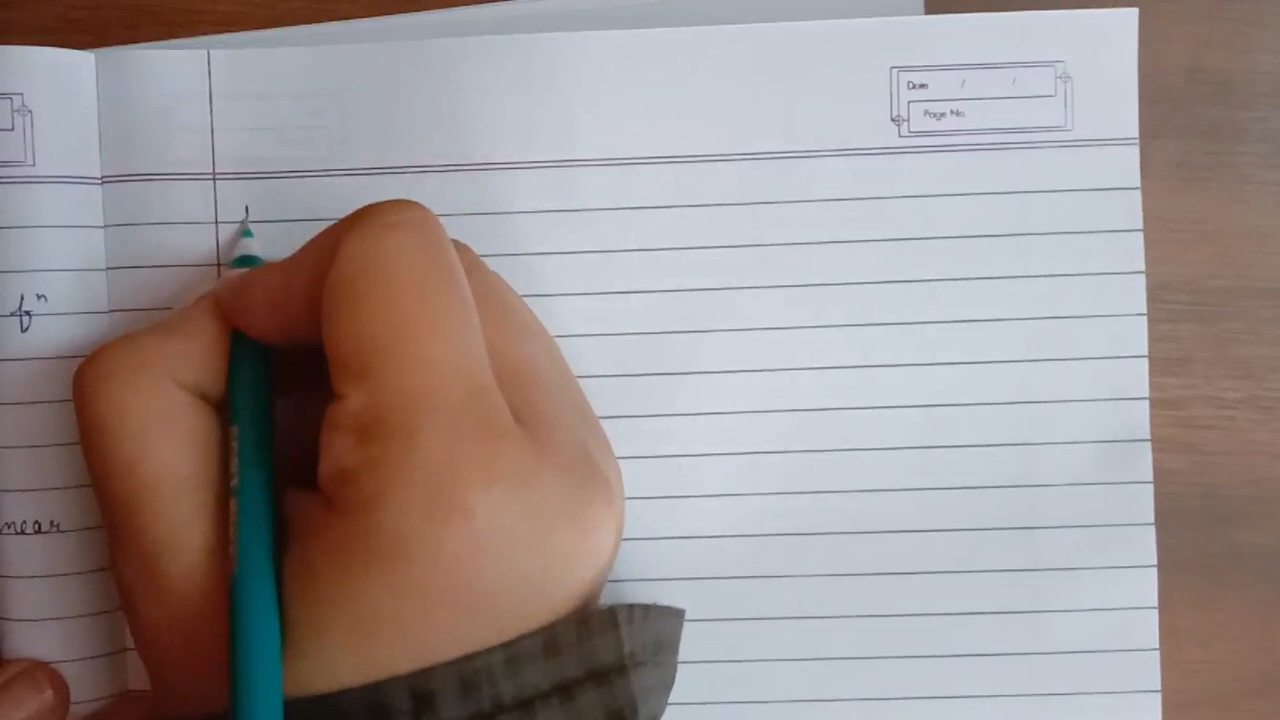 Date / /
Page No.
fⁿ
near